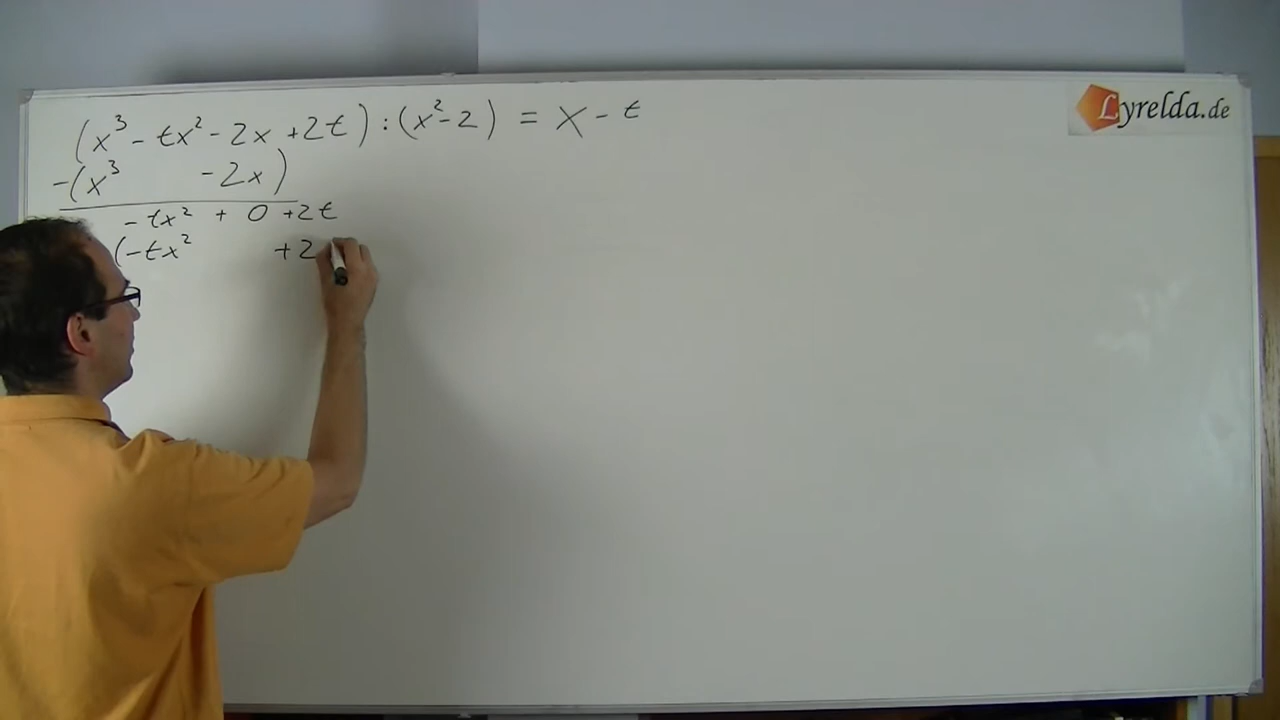 (x³ - tx² - 2x + 2t) : (x² - 2) = x - t
-(x³ - 2x)
- tx² + 0 + 2t
(-tx² + 2
Lyrelda.de